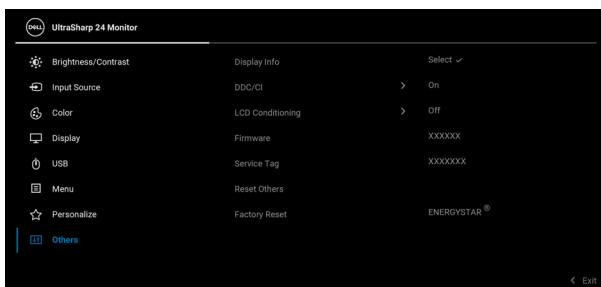 DELL UltraSharp 24 Monitor
Brightness/Contrast Display Info Select ✓
Input Source DDC/CI > On
Color LCD Conditioning > Off
Display Firmware XXXXXX
USB Service Tag XXXXXXX
Menu Reset Others
Personalize Factory Reset ENERGYSTAR ®
Others
< Exit